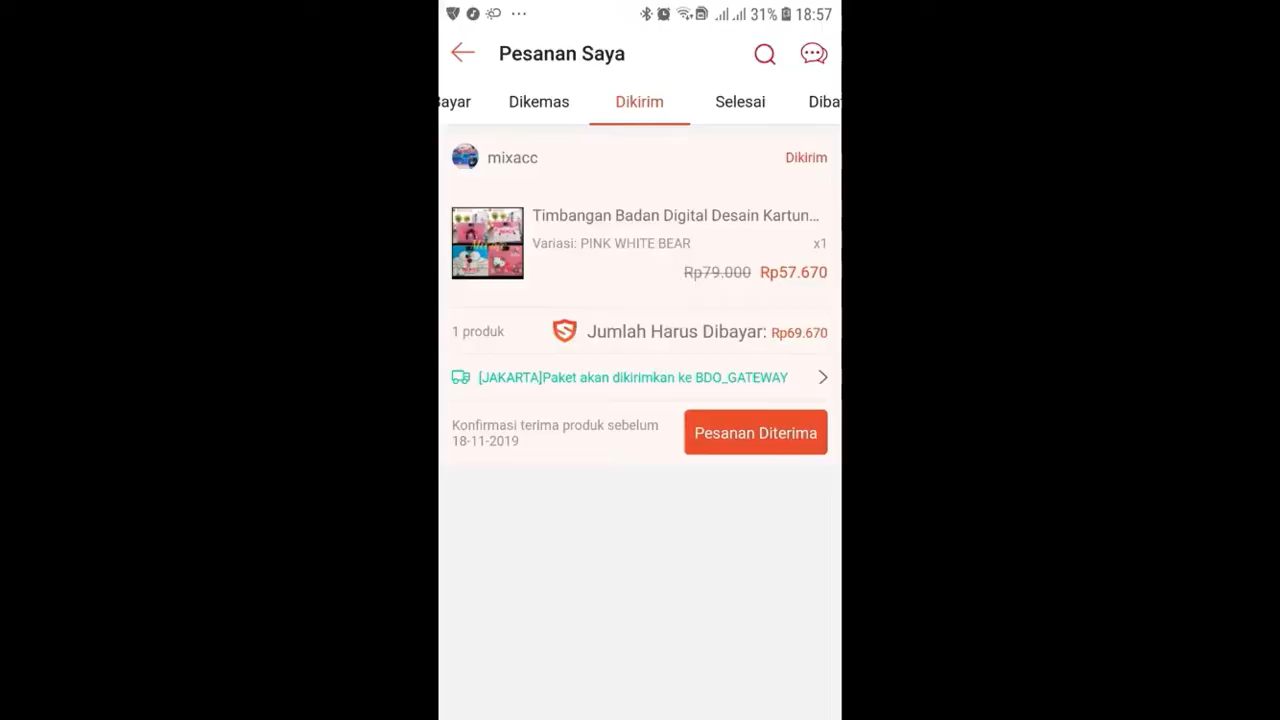 31% 18:57
Pesanan Saya
Bayar Dikemas Dikirim Selesai Diba
mixacc Dikirim
Timbangan Badan Digital Desain Kartun...
Variasi: PINK WHITE BEAR x1
Rp79.000 Rp57.670
1 produk Jumlah Harus Dibayar: Rp69.670
[JAKARTA]Paket akan dikirimkan ke BDO_GATEWAY
Konfirmasi terima produk sebelum
18-11-2019
Pesanan Diterima